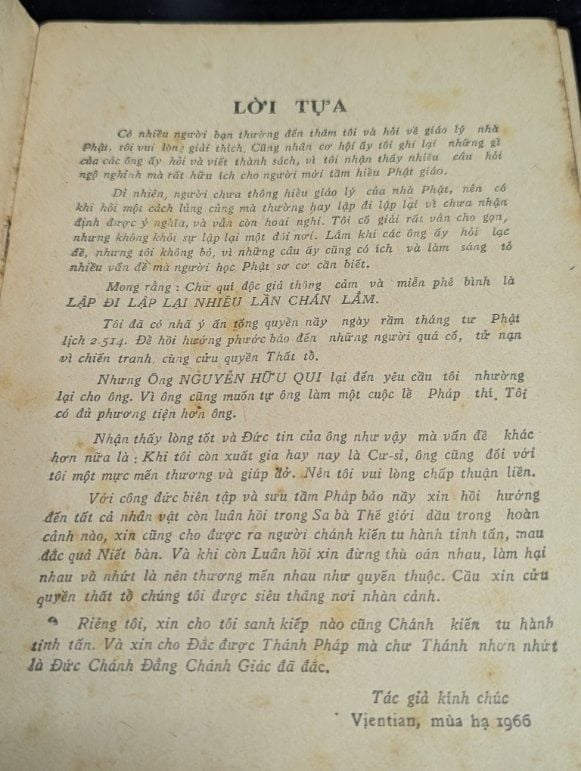 LỜI TỰA
Có nhiều người bạn thường đến thăm tôi và hỏi về giáo lý nhà
Phật, tôi vui lòng giải thích. Cũng nhân cơ hội ấy tôi ghi lại những gì
của các ông ấy hỏi và viết thành sách, vì tôi nhận thấy nhiều câu hỏi
ngộ nghĩnh mà rất hữu ích cho người mới tầm hiểu Phật giáo.
Dĩ nhiên, người chưa thông hiểu giáo lý của nhà Phật, nên có
khi hỏi một cách lúng củng mà thường hay lập đi lập lại vì chưa nhận
định được ý nghĩa, và vẫn còn hoai nghi. Tôi cố giải rất vắn cho gọn,
nhưng không khỏi sự lập lại một đôi nơi. Lắm khi các ông ấy hỏi lạc
đề, nhưng tôi không bỏ, vì những câu ấy cũng có ích và làm sáng tỏ
nhiều vấn đề mà người học Phật sơ cơ cần biết.
Mong rằng : Chư quí độc giả thông cảm và miễn phê bình là
LẬP ĐI LẬP LẠI NHIỀU LẦN CHÁN LẮM.
Tôi đã có nhã ý ấn tống quyển nầy ngày rằm tháng tư Phật
lịch 2.514. Để hồi hướng phước báo đến những người quá cố, tử nạn
vì chiến tranh, cùng cửu quyền Thất tổ.
Nhưng Ông NGUYỄN HỮU QUI lại đến yêu cầu tôi nhường
lại cho ông. Vì ông cũng muốn tự ông làm một cuộc lễ Pháp thí. Tôi
có đủ phương tiện hơn ông.
Nhận thấy lòng tốt và Đức tin của ông như vậy mà vấn đề khác
hơn nữa là : Khi tôi còn xuất gia hay nay là Cư-sĩ, ông cũng đối với
tôi một mực mến thương và giúp đở. Nên tôi vui lòng chấp thuận liền.
Với công đức biên tập và sưu tầm Pháp bảo nầy xin hồi hướng
đến tất cả nhân vật còn luân hồi trong Sa bà Thế giới dầu trong hoàn
cảnh nào, xin cũng cho được ra người chánh kiến tu hành tinh tấn, mau
đắc quả Niết bàn. Và khi còn Luân hồi xin đừng thù oán nhau, làm hại
nhau và nhứt là nên thương mến nhau như quyến thuộc. Cầu xin cửu
quyền thất tổ chúng tôi được siêu thăng nơi nhàn cảnh.
Riêng tôi, xin cho tôi sanh kiếp nào cũng Chánh kiến tu hành
tinh tấn. Và xin cho Đắc được Thánh Pháp mà chư Thánh nhơn nhứt
là Đức Chánh Đẳng Chánh Giác đã đắc.
Tác giả kính chúc
Vientian, mùa hạ 1966